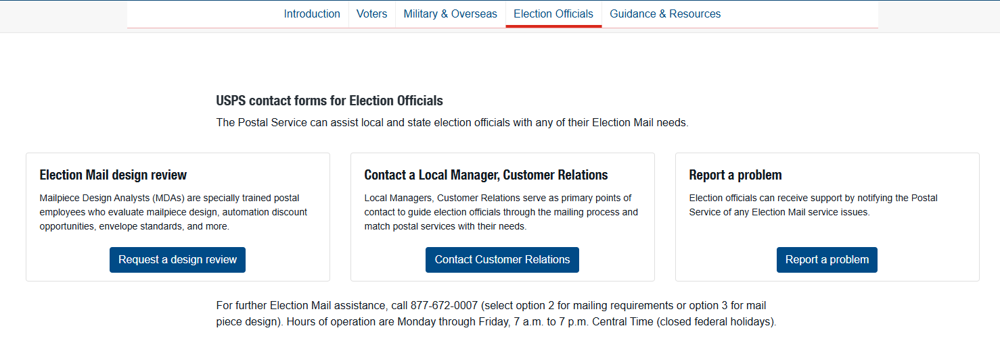 Introduction Voters Military & Overseas Election Officials Guidance & Resources
USPS contact forms for Election Officials
The Postal Service can assist local and state election officials with any of their Election Mail needs.
Election Mail design review
Mailpiece Design Analysts (MDAs) are specially trained postal
employees who evaluate mailpiece design, automation discount
opportunities, envelope standards, and more.
Request a design review
Contact a Local Manager, Customer Relations
Local Managers, Customer Relations serve as primary points of
contact to guide election officials through the mailing process and
match postal services with their needs.
Contact Customer Relations
Report a problem
Election officials can receive support by notifying the Postal
Service of any Election Mail service issues.
Report a problem
For further Election Mail assistance, call 877-672-0007 (select option 2 for mailing requirements or option 3 for mail
piece design). Hours of operation are Monday through Friday, 7 a.m. to 7 p.m. Central Time (closed federal holidays).